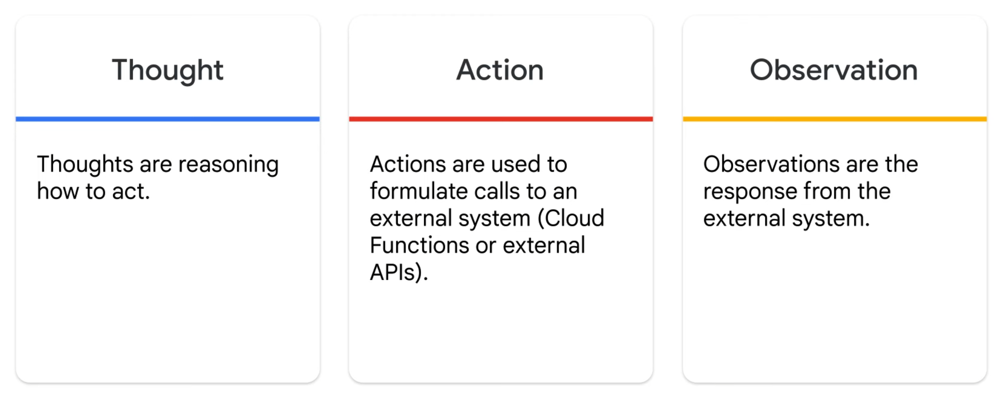 Thought
Thoughts are reasoning
how to act.
Action
Actions are used to
formulate calls to an
external system (Cloud
Functions or external
APIs).
Observation
Observations are the
response from the
external system.